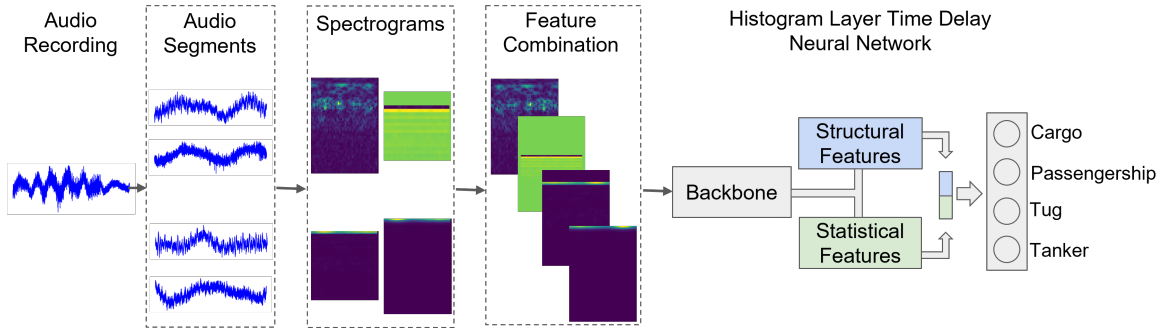 Audio
Recording
Audio
Segments
Spectrograms
Feature
Combination
Histogram Layer Time Delay
Neural Network
Backbone
Structural
Features
Statistical
Features
Cargo
Passengership
Tug
Tanker